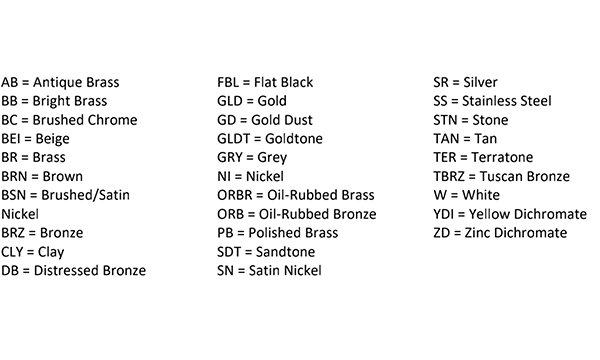 AB = Antique Brass
BB = Bright Brass
BC = Brushed Chrome
BEI = Beige
BR = Brass
BRN = Brown
BSN = Brushed/Satin
Nickel
BRZ = Bronze
CLY = Clay
DB = Distressed Bronze
FBL = Flat Black
GLD = Gold
GD = Gold Dust
GLDT = Goldtone
GRY = Grey
NI = Nickel
ORBR = Oil-Rubbed Brass
ORB = Oil-Rubbed Bronze
PB = Polished Brass
SDT = Sandtone
SN = Satin Nickel
SR = Silver
SS = Stainless Steel
STN = Stone
TAN = Tan
TER = Terratone
TBRZ = Tuscan Bronze
W = White
YDI = Yellow Dichromate
ZD = Zinc Dichromate